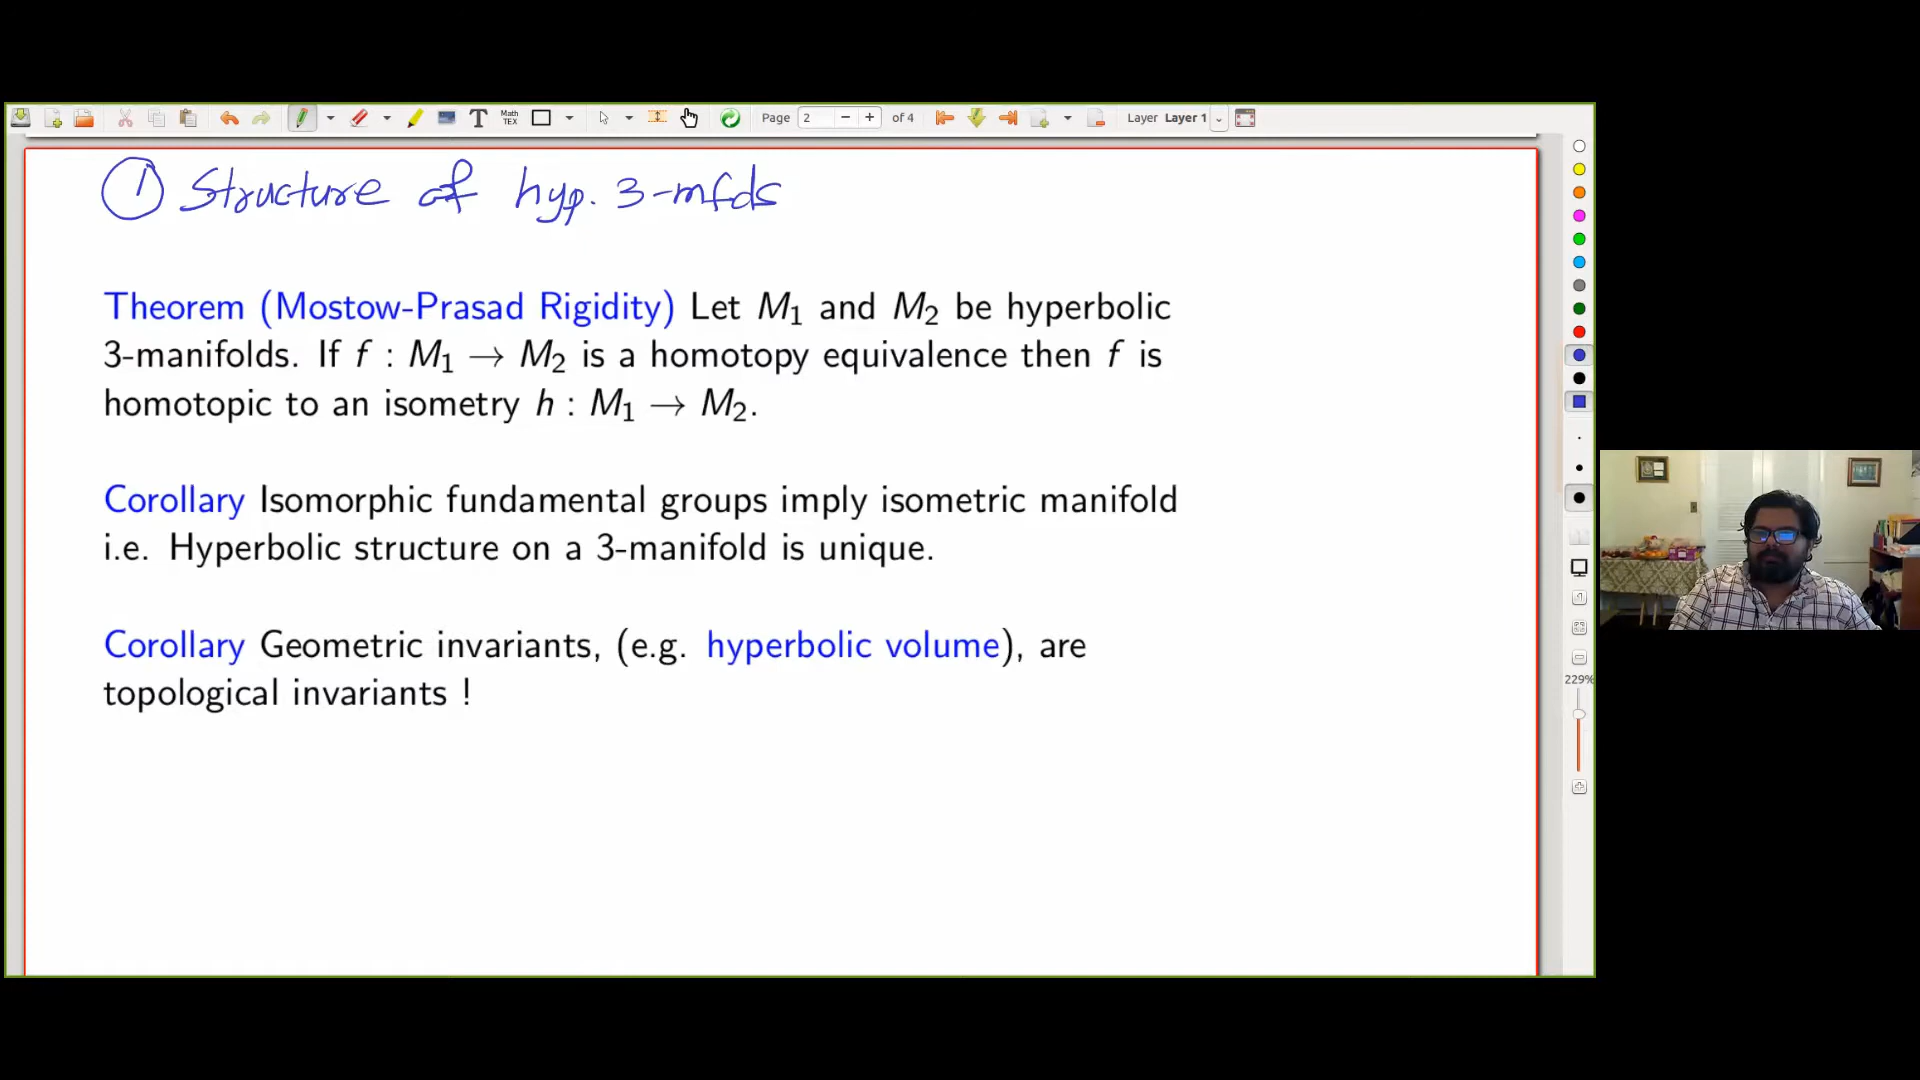 Math
TEX
T
Page 2 − + of 4
Layer Layer 1
① Structure of hyp. 3-mfds
Theorem (Mostow-Prasad Rigidity) Let M₁ and M₂ be hyperbolic
3-manifolds. If f : M₁ → M₂ is a homotopy equivalence then f is
homotopic to an isometry h : M₁ → M₂.
Corollary Isomorphic fundamental groups imply isometric manifold
i.e. Hyperbolic structure on a 3-manifold is unique.
Corollary Geometric invariants, (e.g. hyperbolic volume), are
topological invariants !
229%